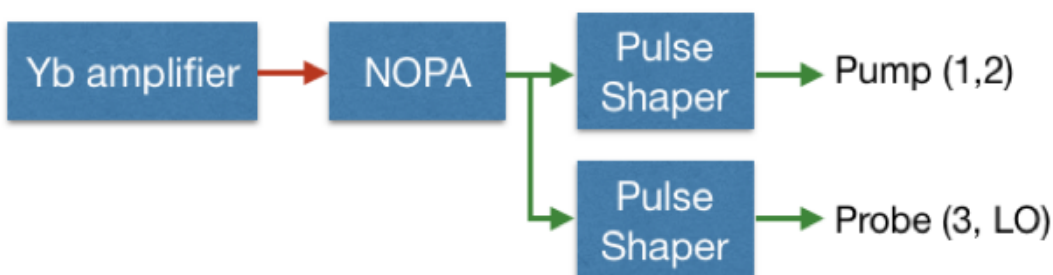 Yb amplifier
NOPA
Pulse
Shaper
Pump (1,2)
Pulse
Shaper
Probe (3, LO)